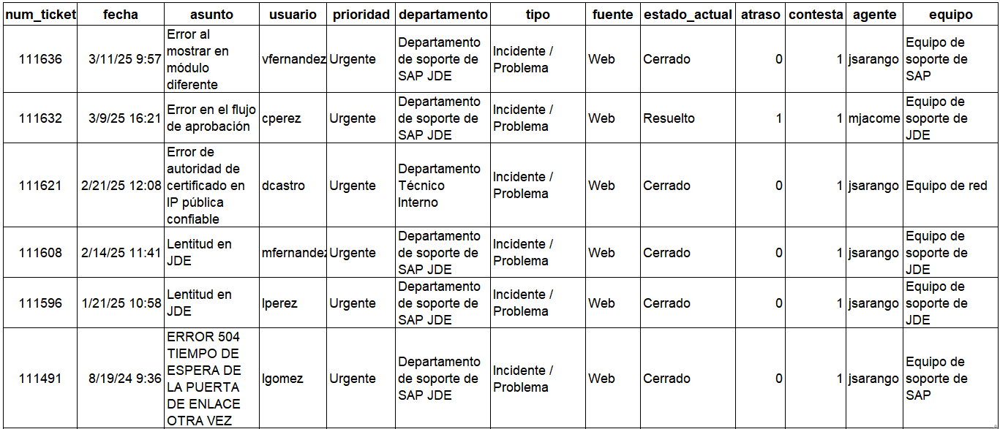 num_ticket fecha asunto usuario prioridad departamento tipo fuente estado_actual atraso contesta agente equipo
111636 3/11/25 9:57 Error al mostrar en módulo diferente vfernandez Urgente Departamento de soporte de SAP JDE Incidente / Problema Web Cerrado 0 1 jsarango Equipo de soporte de SAP
111632 3/9/25 16:21 Error en el flujo de aprobación cperez Urgente Departamento de soporte de SAP JDE Incidente / Problema Web Resuelto 1 1 mjacome Equipo de soporte de JDE
111621 2/21/25 12:08 Error de autoridad de certificado en IP pública confiable dcastro Urgente Departamento Técnico Interno Incidente / Problema Web Cerrado 0 1 jsarango Equipo de red
111608 2/14/25 11:41 Lentitud en JDE mfernandez Urgente Departamento de soporte de SAP JDE Incidente / Problema Web Cerrado 0 1 jsarango Equipo de soporte de JDE
111596 1/21/25 10:58 Lentitud en JDE lperez Urgente Departamento de soporte de SAP JDE Incidente / Problema Web Cerrado 0 1 jsarango Equipo de soporte de JDE
111491 8/19/24 9:36 ERROR 504 TIEMPO DE ESPERA DE LA PUERTA DE ENLACE OTRA VEZ lgomez Urgente Departamento de soporte de SAP JDE Incidente / Problema Web Cerrado 0 1 jsarango Equipo de soporte de SAP